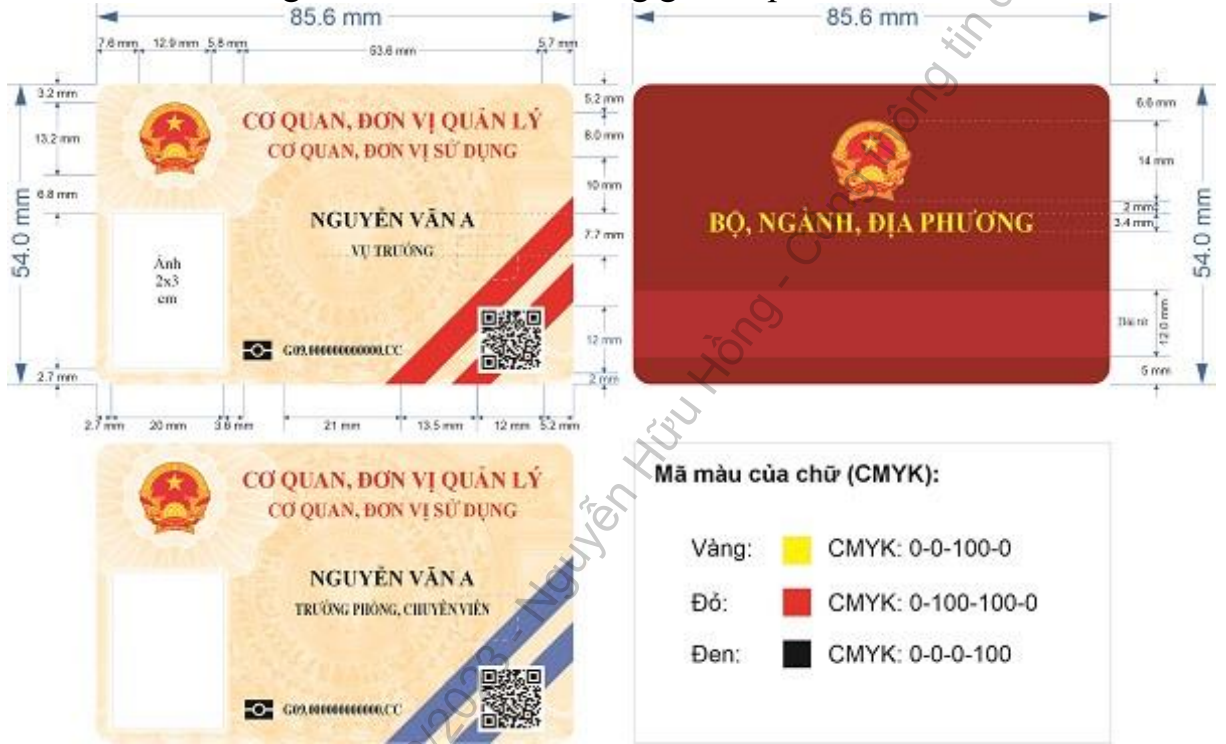 85.6 mm
85.6 mm
7.6 mm 12.9 mm 5.8 mm 53.6 mm 5.7 mm
3.2 mm
13.2 mm
6.8 mm
54.0 mm
2.7 mm
CƠ QUAN, ĐƠN VỊ QUẢN LÝ
CƠ QUAN, ĐƠN VỊ SỬ DỤNG
NGUYỄN VĂN A
VỤ TRƯỞNG
Ảnh
2x3
cm
G09.000000000000.CC
5.2 mm
8.0 mm
10 mm
7.7 mm
12 mm
2 mm
2.7 mm 20 mm 3.8 mm 21 mm 13.5 mm 12 mm 5.2 mm
BỘ, NGÀNH, ĐỊA PHƯƠNG
6.6 mm
14 mm
2 mm
3.4 mm
12.0 mm
5 mm
54.0 mm
CƠ QUAN, ĐƠN VỊ QUẢN LÝ
CƠ QUAN, ĐƠN VỊ SỬ DỤNG
NGUYỄN VĂN A
TRƯỞNG PHÒNG, CHUYÊN VIÊN
G09.000000000000.CC
Mã màu của chữ (CMYK):
Vàng: CMYK: 0-0-100-0
Đỏ: CMYK: 0-100-100-0
Đen: CMYK: 0-0-0-100
Nguyễn Hữu Hồng - Cổng thông tin